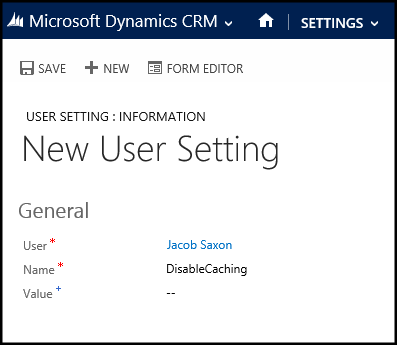 Microsoft Dynamics CRM SETTINGS
SAVE NEW FORM EDITOR
USER SETTING : INFORMATION
New User Setting
General
User * Jacob Saxon
Name * DisableCaching
Value + --